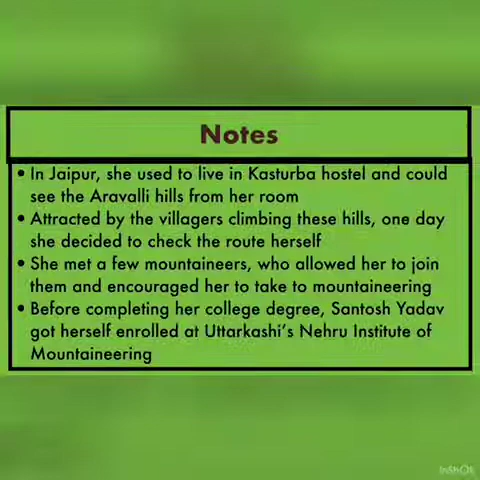 Notes
• In Jaipur, she used to live in Kasturba hostel and could
see the Aravalli hills from her room
• Attracted by the villagers climbing these hills, one day
she decided to check the route herself
• She met a few mountaineers, who allowed her to join
them and encouraged her to take to mountaineering
• Before completing her college degree, Santosh Yadav
got herself enrolled at Uttarkashi's Nehru Institute of
Mountaineering